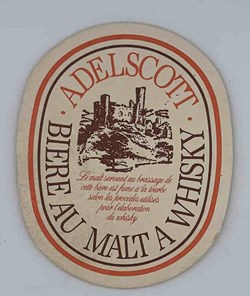 · ADELSCOTT ·
Le malt servant au brassage de
cette bière est fumé à la tourbe
selon les procédés utilisés
pour l'élaboration
du whisky.
BIERE AU MALT A WHISKY